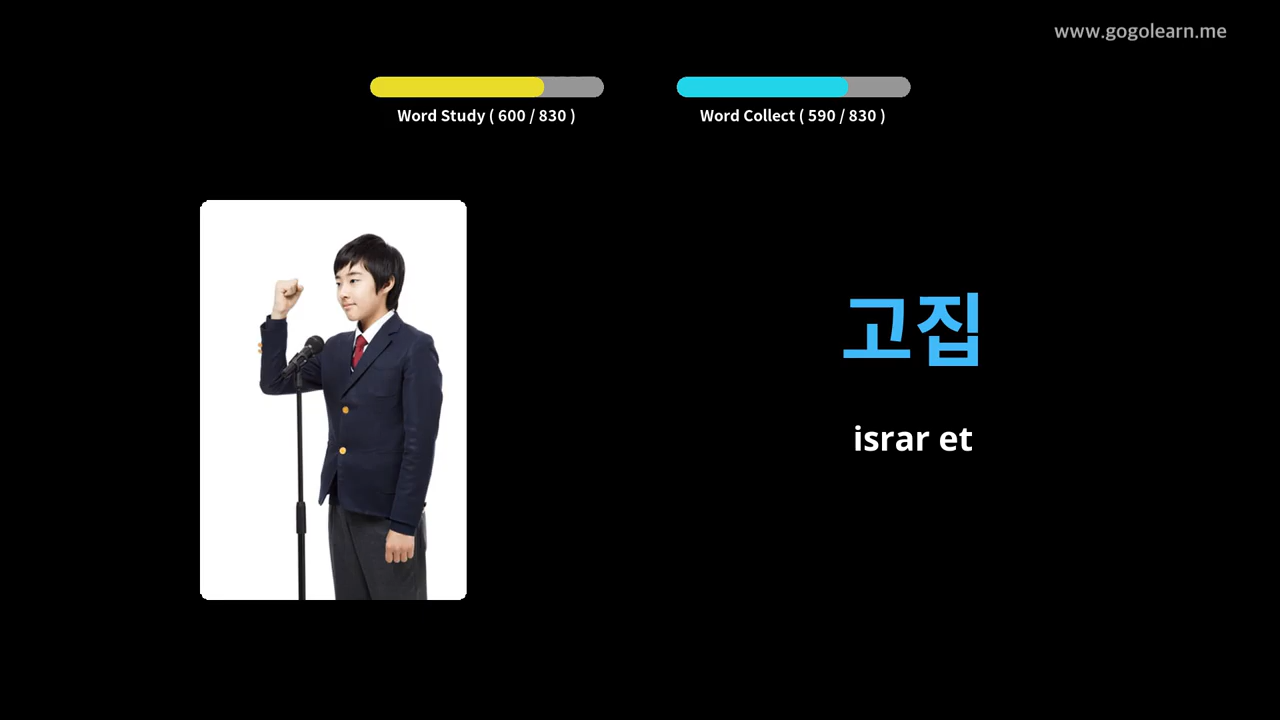 www.gogolearn.me
Word Study ( 600 / 830 )
Word Collect ( 590 / 830 )
고집
israr et